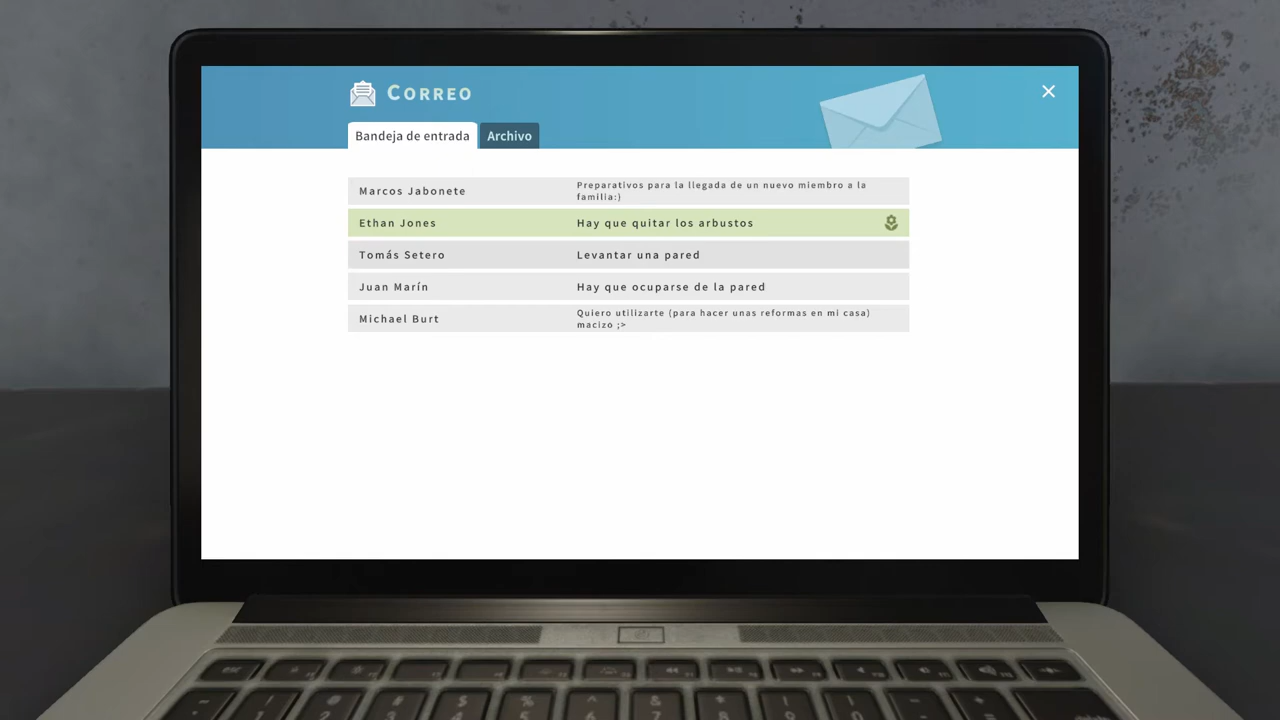 CORREO
Bandeja de entrada
Archivo
Marcos Jabonete
Preparativos para la llegada de un nuevo miembro a la
familia:)
Ethan Jones
Hay que quitar los arbustos
Tomás Setero
Levantar una pared
Juan Marín
Hay que ocuparse de la pared
Michael Burt
Quiero utilizarte (para hacer unas reformas en mi casa)
macizo ;>
esc